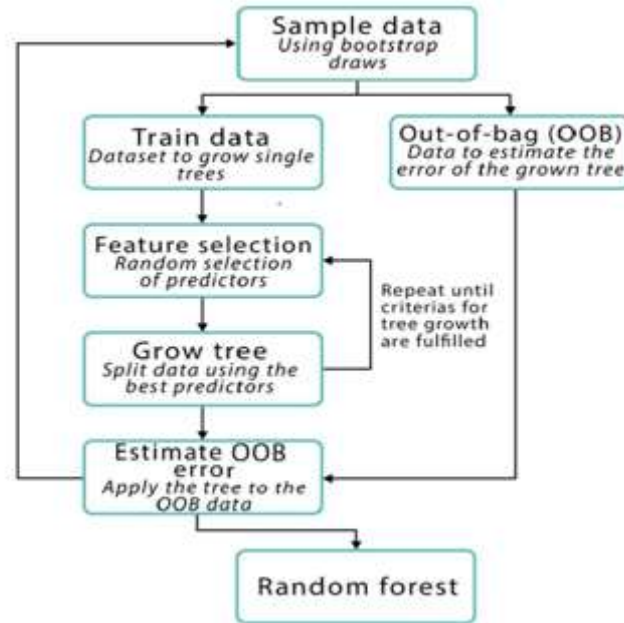 Sample data
Using bootstrap
draws
Train data
Dataset to grow single
trees
Out-of-bag (OOB)
Data to estimate the
error of the grown tree
Feature selection
Random selection
of predictors
Repeat until
criterias for
tree growth
are fulfilled
Grow tree
Split data using the
best predictors
Estimate OOB
error
Apply the tree to the
OOB data
Random forest